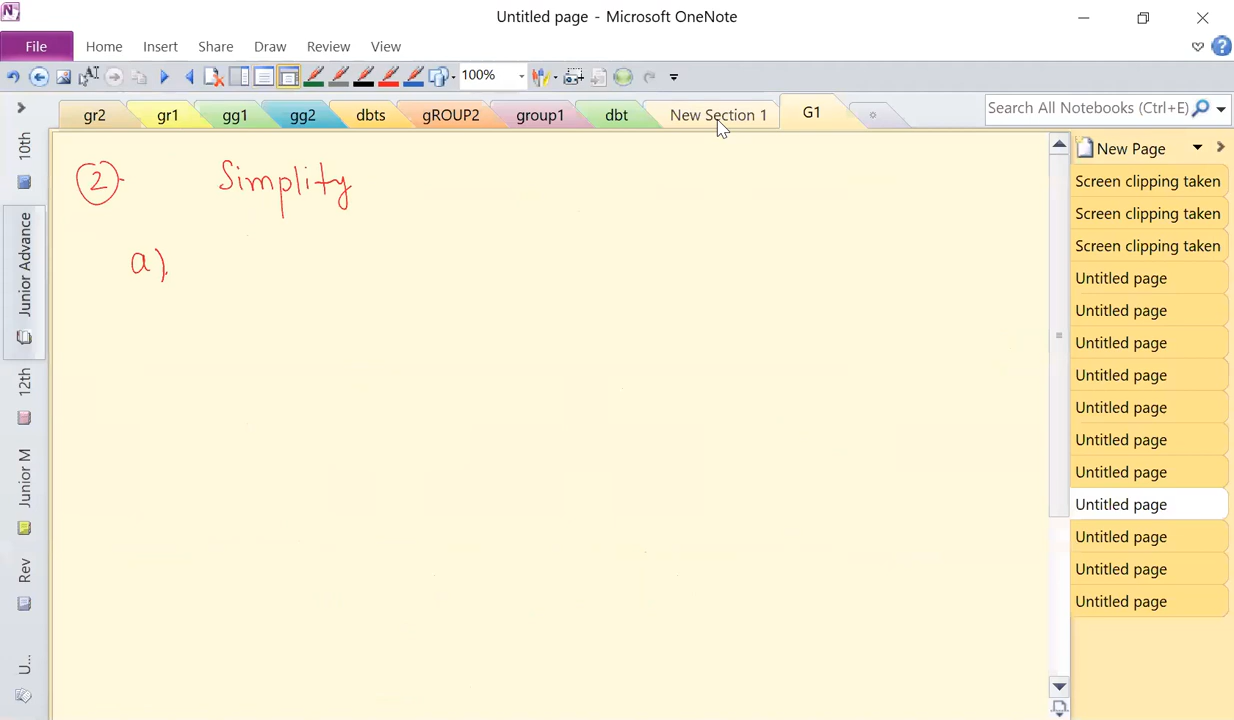 Untitled page - Microsoft OneNote
File Home Insert Share Review Draw View
100%
gr2 gr1 gg1 gg2 dbts gROUP2 group1 dbt New Section 1 G1
Search All Notebooks (Ctrl+E)
10th
Junior Advance
12th
Junior M
Rev
U...
② Simplity
a).
New Page
Screen clipping taken
Screen clipping taken
Screen clipping taken
Untitled page
Untitled page
Untitled page
Untitled page
Untitled page
Untitled page
Untitled page
Untitled page
Untitled page
Untitled page
Untitled page